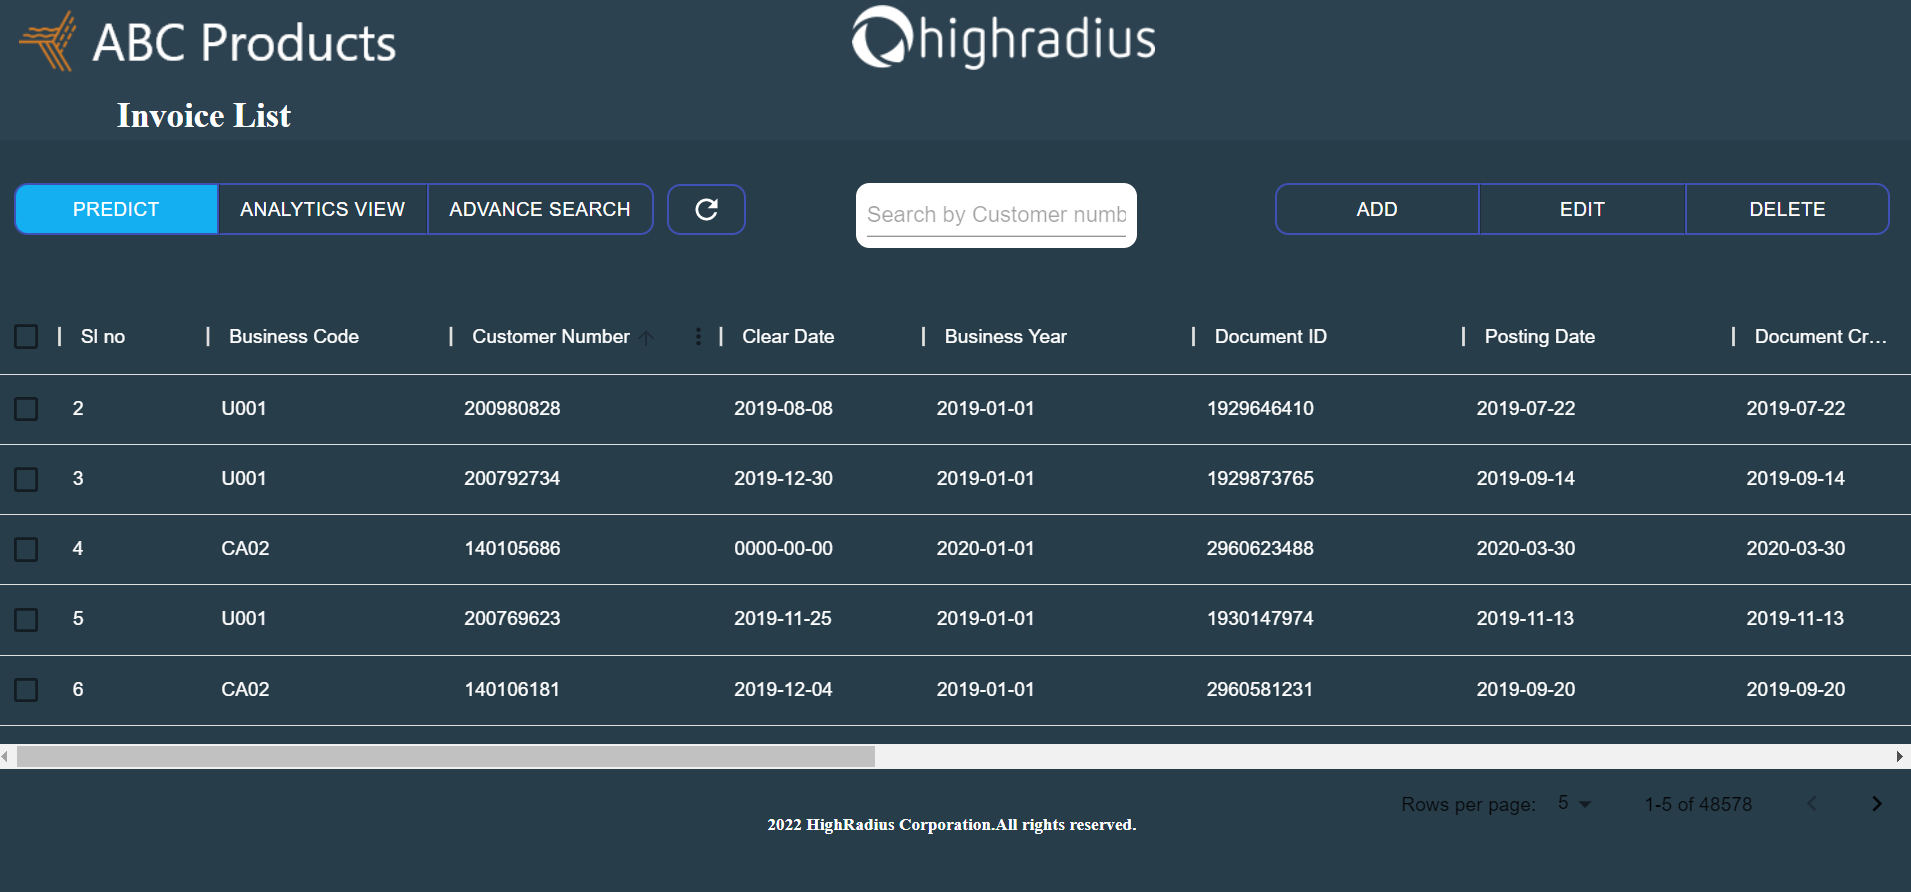 ABC Products
highradius
Invoice List
PREDICT ANALYTICS VIEW ADVANCE SEARCH Search by Customer numb ADD EDIT DELETE
Sl no Business Code Customer Number Clear Date Business Year Document ID Posting Date Document Cr...
2 U001 200980828 2019-08-08 2019-01-01 1929646410 2019-07-22 2019-07-22
3 U001 200792734 2019-12-30 2019-01-01 1929873765 2019-09-14 2019-09-14
4 CA02 140105686 0000-00-00 2020-01-01 2960623488 2020-03-30 2020-03-30
5 U001 200769623 2019-11-25 2019-01-01 1930147974 2019-11-13 2019-11-13
6 CA02 140106181 2019-12-04 2019-01-01 2960581231 2019-09-20 2019-09-20
Rows per page: 5 1-5 of 48578
2022 HighRadius Corporation.All rights reserved.